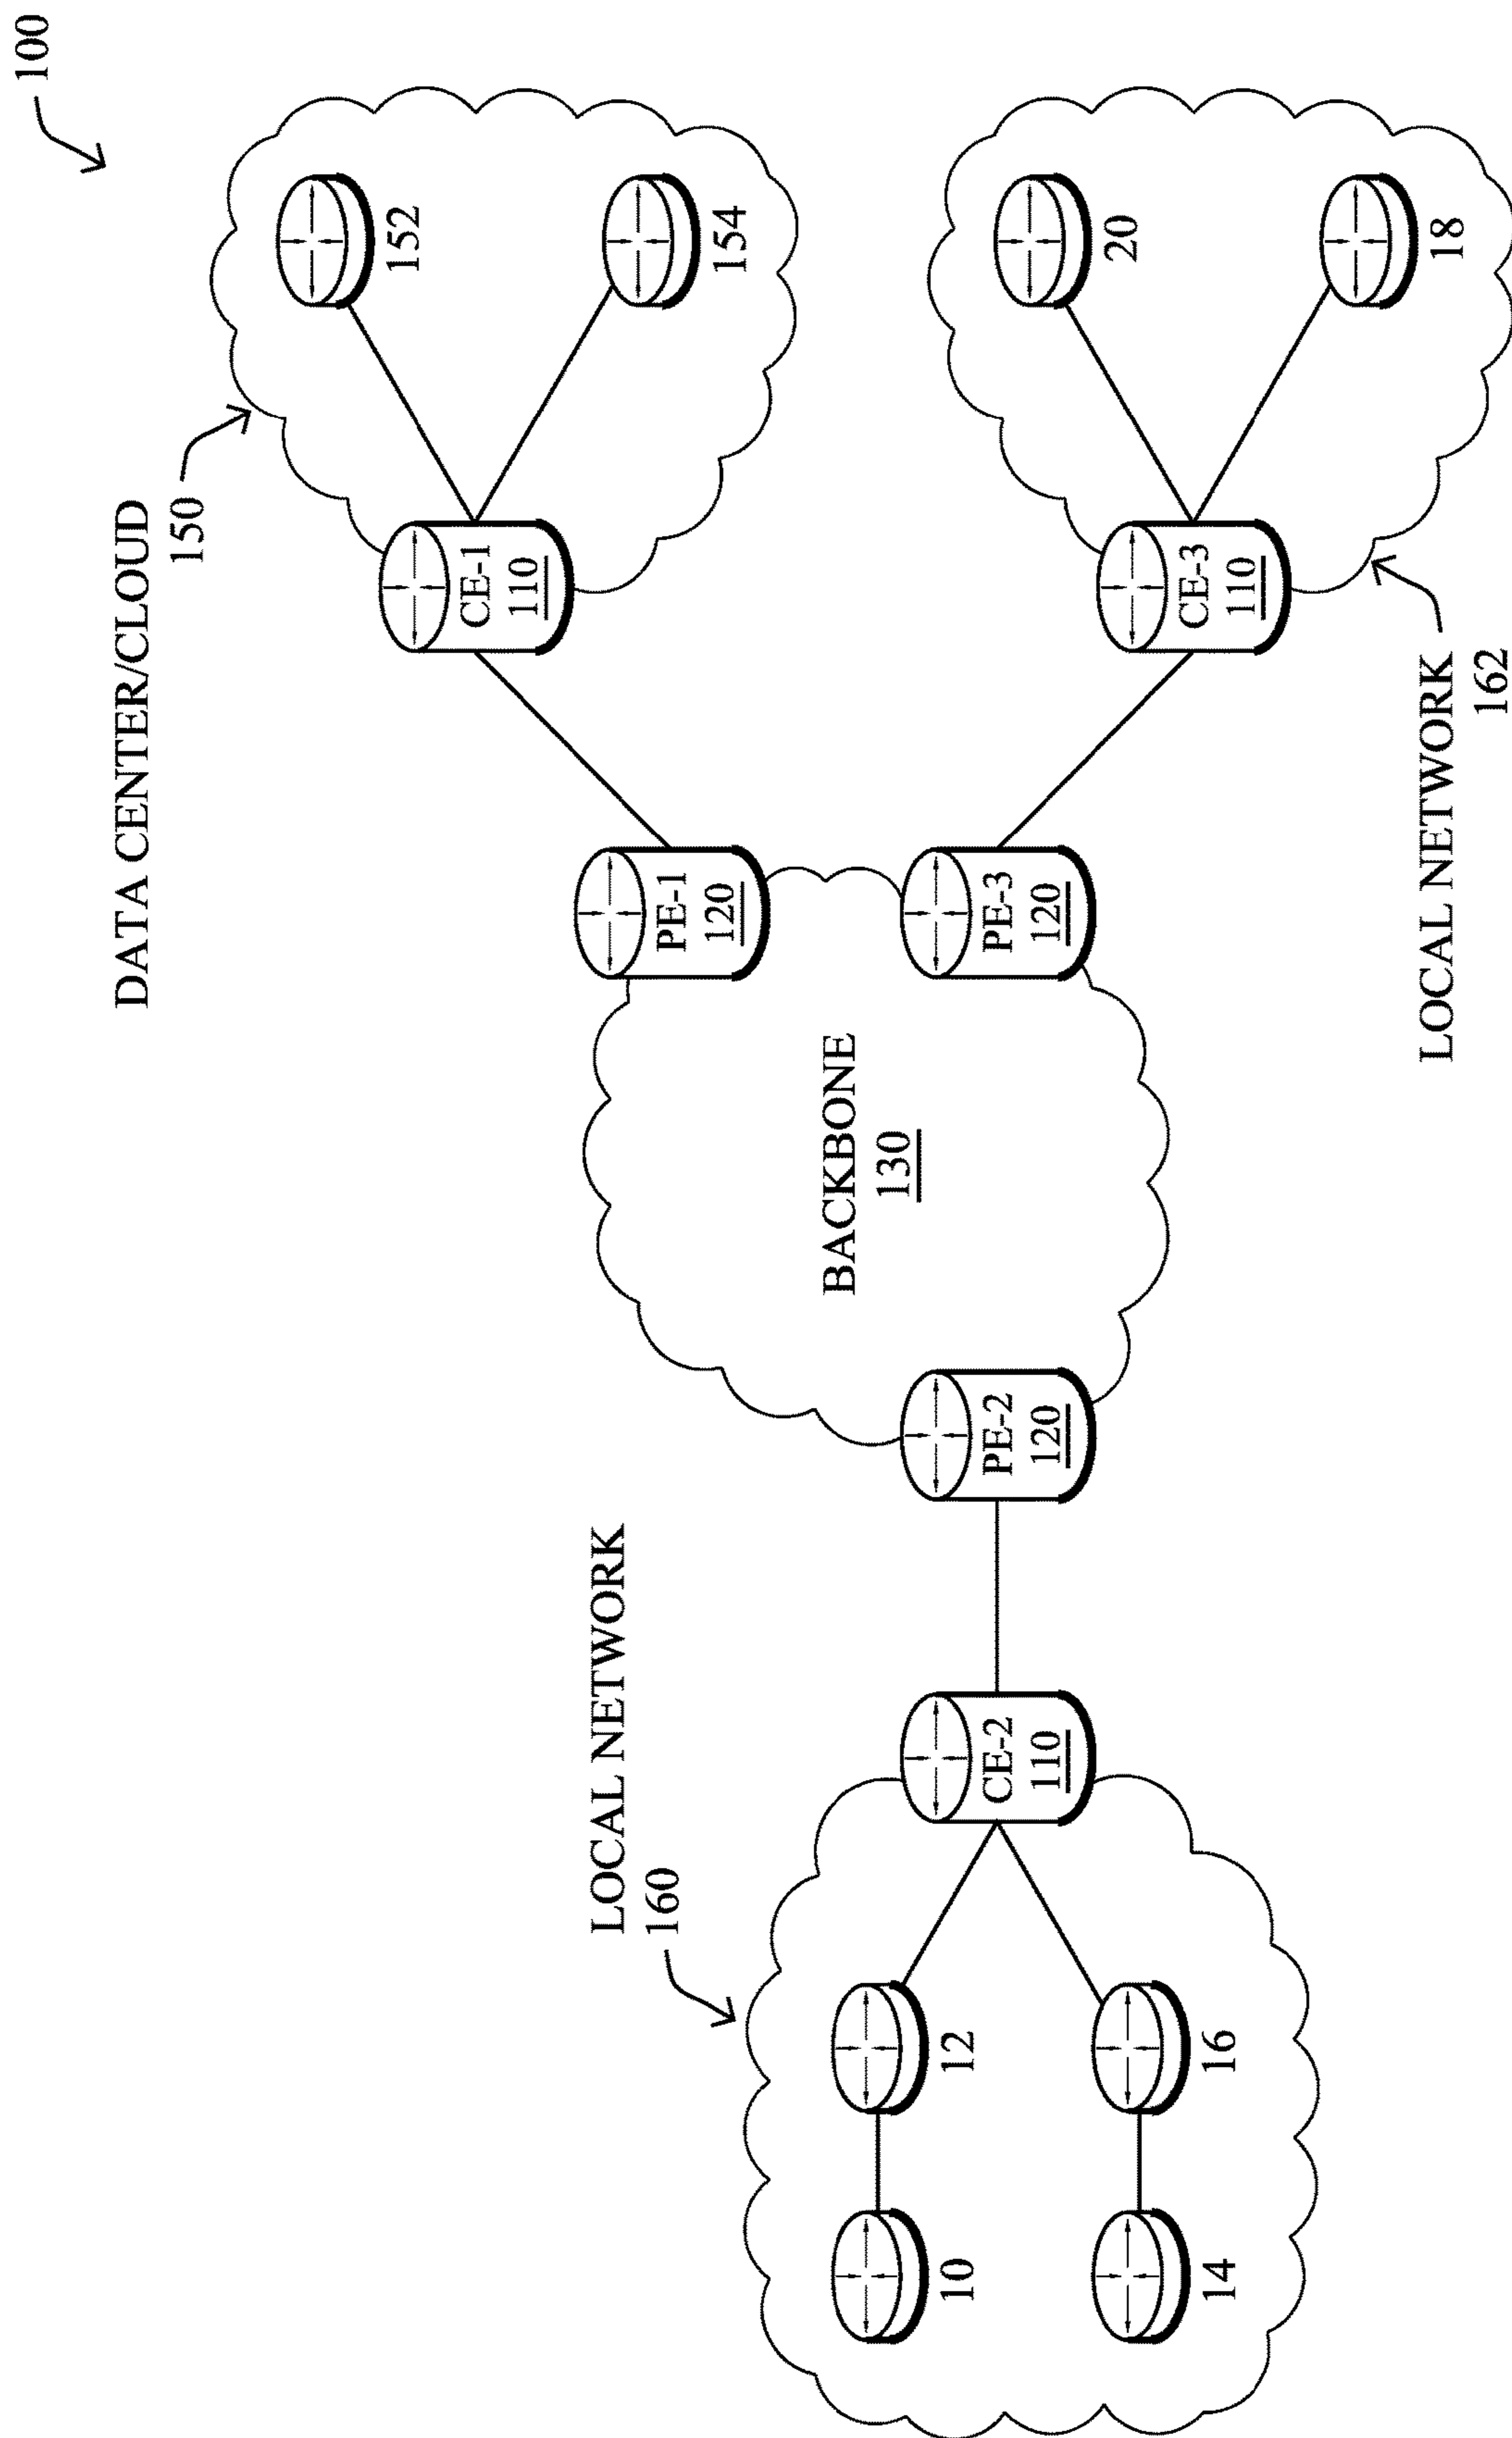 100
DATA CENTER/CLOUD
150
152
154
CE-1
110
LOCAL NETWORK
160
10
12
14
16
CE-2
110
PE-2
120
BACKBONE
130
PE-1
120
PE-3
120
CE-3
110
20
18
LOCAL NETWORK
162